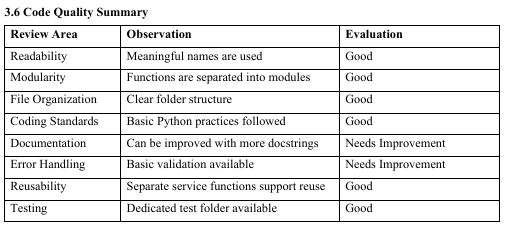 3.6 Code Quality Summary
Review Area Observation Evaluation
Readability Meaningful names are used Good
Modularity Functions are separated into modules Good
File Organization Clear folder structure Good
Coding Standards Basic Python practices followed Good
Documentation Can be improved with more docstrings Needs Improvement
Error Handling Basic validation available Needs Improvement
Reusability Separate service functions support reuse Good
Testing Dedicated test folder available Good